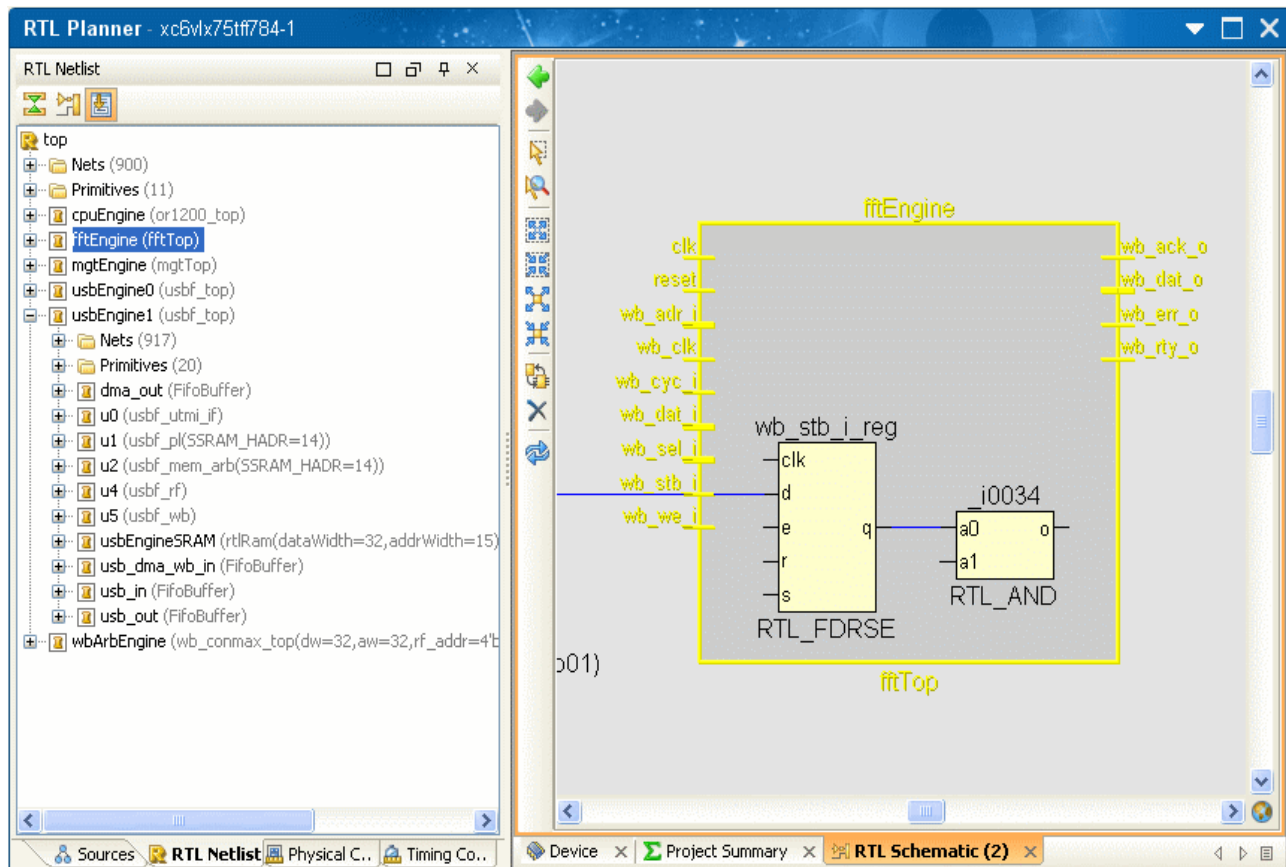 RTL Planner - xc6vlx75tff784-1
RTL Netlist
top
Nets (900)
Primitives (11)
cpuEngine (or1200_top)
fftEngine (fftTop)
mgtEngine (mgtTop)
usbEngine0 (usbf_top)
usbEngine1 (usbf_top)
Nets (917)
Primitives (20)
dma_out (FifoBuffer)
u0 (usbf_utmi_if)
u1 (usbf_pl(SSRAM_HADR=14))
u2 (usbf_mem_arb(SSRAM_HADR=14))
u4 (usbf_rf)
u5 (usbf_wb)
usbEngineSRAM (rtlRam(dataWidth=32,addrWidth=15)
usb_dma_wb_in (FifoBuffer)
usb_in (FifoBuffer)
usb_out (FifoBuffer)
wbArbEngine (wb_conmax_top(dw=32,aw=32,rf_addr=4'b
Sources RTL Netlist Physical C.. Timing Co..
fftEngine
clk
reset
wb_adr_i
wb_clk
wb_cyc_i
wb_dat_i
wb_sel_i
wb_stb_i
wb_we_i
wb_ack_o
wb_dat_o
wb_err_o
wb_rty_o
wb_stb_i_reg
clk
d
e
r
s
q
RTL_FDRSE
_i0034
a0 o
a1
RTL_AND
fftTop
o01)
Device Project Summary RTL Schematic (2)